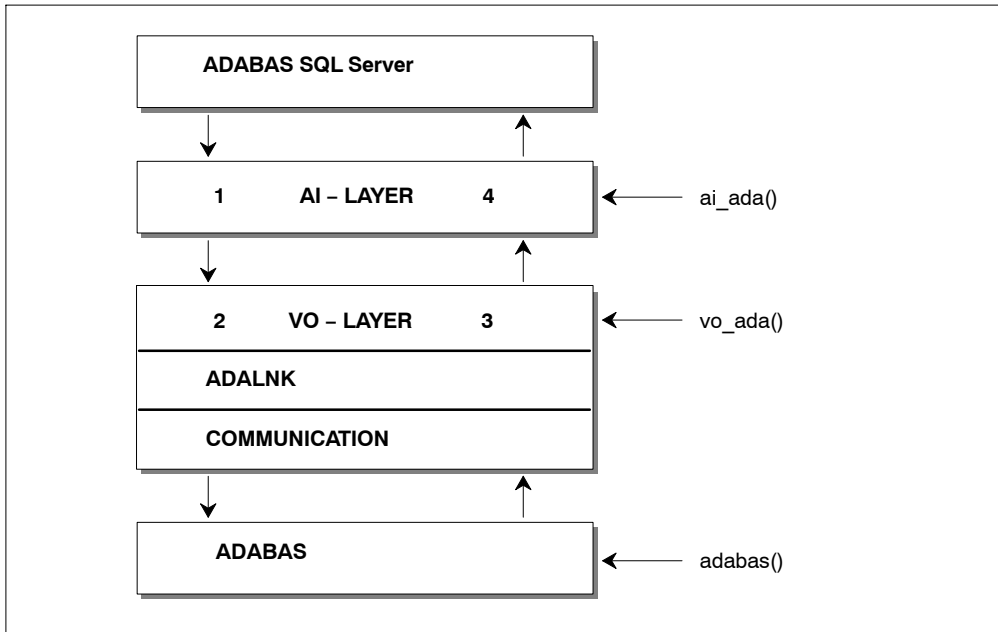 ADABAS SQL Server
1 AI – LAYER 4
ai_ada()
2 VO – LAYER 3
vo_ada()
ADALNK
COMMUNICATION
ADABAS
adabas()